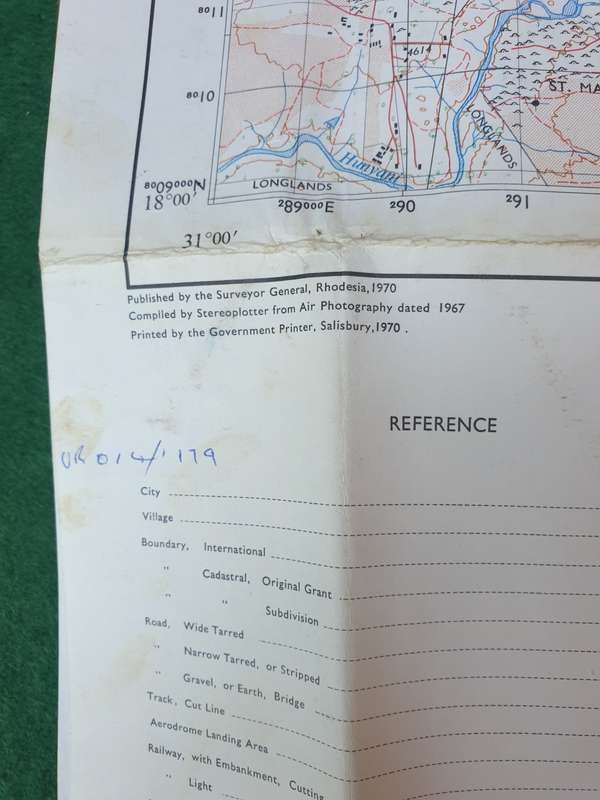 8011
E
4614
8010
ST. MA
LONGLANDS
Hunyani
8009000N
18°00′
LONGLANDS
289000E 290 291
31°00′
Published by the Surveyor General, Rhodesia,1970
Compiled by Stereoplotter from Air Photography dated 1967
Printed by the Government Printer, Salisbury,1970 .
REFERENCE
City
Village
Boundary, International
" Cadastral, Original Grant
" " Subdivision
Road, Wide Tarred
" Narrow Tarred, or Stripped
" Gravel, or Earth, Bridge
Track, Cut Line
Aerodrome Landing Area
Railway, with Embankment, Cutting
" Light